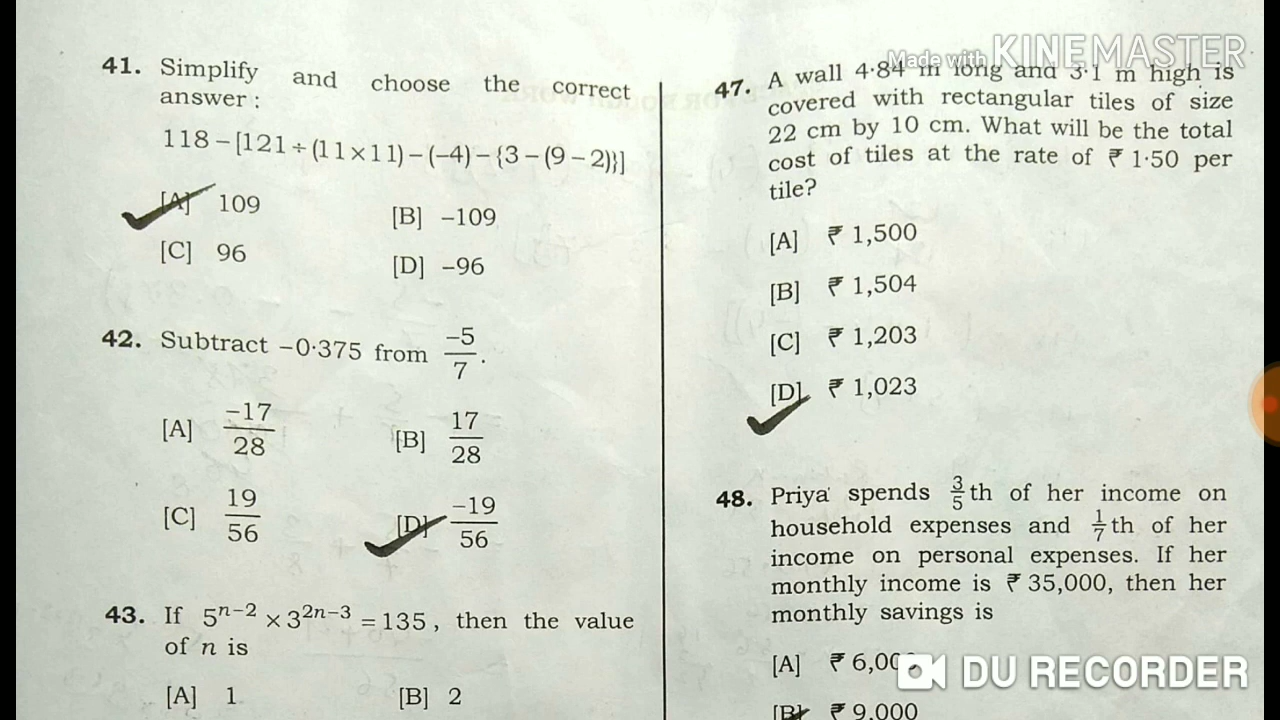 Made with KINEMASTER
41. Simplify and choose the correct
answer :
118 – [121 ÷ (11 × 11) – (–4) – {3 – (9 – 2)}]
[A] 109
[B] –109
[C] 96
[D] –96
42. Subtract –0·375 from –5/7.
[A] –17/28
[B] 17/28
[C] 19/56
[D] –19/56
43. If 5ⁿ⁻² × 3²ⁿ⁻³ = 135, then the value
of n is
[A] 1
[B] 2
47. A wall 4·84 m long and 3·1 m high is
covered with rectangular tiles of size
22 cm by 10 cm. What will be the total
cost of tiles at the rate of ₹ 1·50 per
tile?
[A] ₹ 1,500
[B] ₹ 1,504
[C] ₹ 1,203
[D] ₹ 1,023
48. Priya spends 3/5 th of her income on
household expenses and 1/7 th of her
income on personal expenses. If her
monthly income is ₹ 35,000, then her
monthly savings is
[A] ₹ 6,000
[B] ₹ 9,000
DU RECORDER